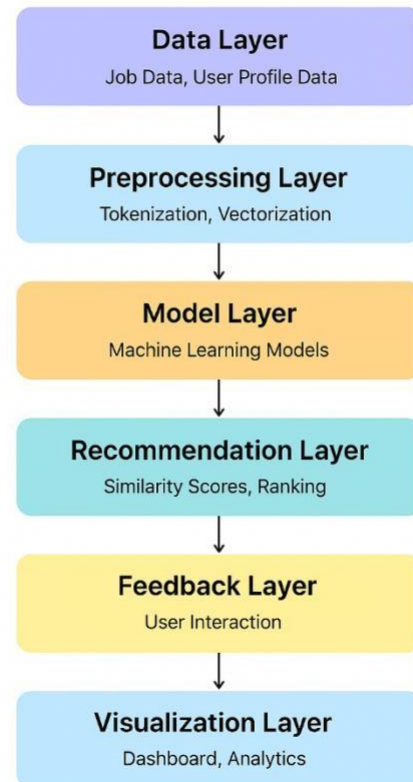 Data Layer
Job Data, User Profile Data
Preprocessing Layer
Tokenization, Vectorization
Model Layer
Machine Learning Models
Recommendation Layer
Similarity Scores, Ranking
Feedback Layer
User Interaction
Visualization Layer
Dashboard, Analytics